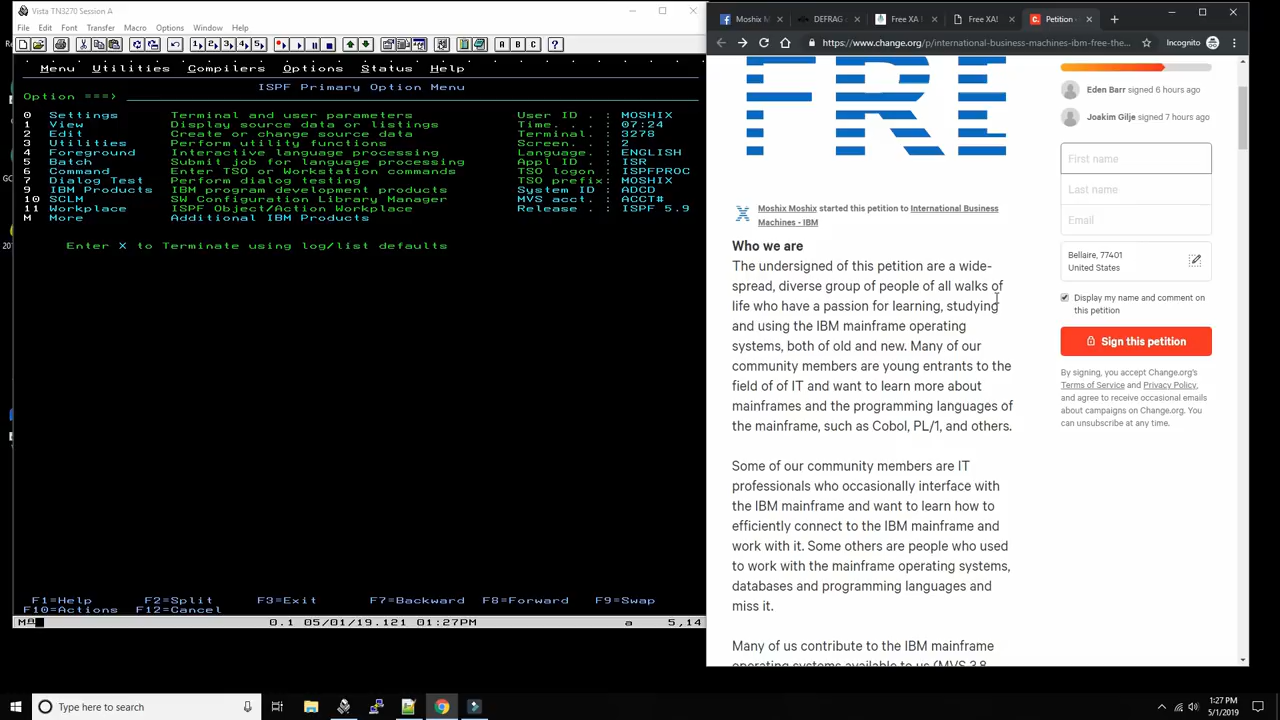 Vista TN3270 Session A
File Edit Font Transfer Macro Options Window Help
Menu Utilities Compilers Options Status Help
ISPF Primary Option Menu
Option ===>
0 Settings Terminal and user parameters User ID . : MOSHIX
1 View Display source data or listings Time. . . : 07:24
2 Edit Create or change source data Terminal. : 3278
3 Utilities Perform utility functions Screen. . : 2
4 Foreground Interactive language processing Language. : ENGLISH
5 Batch Submit job for language processing Appl ID . : ISR
6 Command Enter TSO or Workstation commands TSO logon : ISPFPROC
7 Dialog Test Perform dialog testing TSO prefix: MOSHIX
9 IBM Products IBM program development products System ID : ADCD
10 SCLM SW Configuration Library Manager MVS acct. : ACCT#
11 Workplace ISPF Object/Action Workplace Release . : ISPF 5.9
M More Additional IBM Products
Enter X to Terminate using log/list defaults
F1=Help F2=Split F3=Exit F7=Backward F8=Forward F9=Swap
F10=Actions F12=Cancel
0.1 05/01/19.121 01:27PM a 5,14
Moshix M
DEFRAG
Free XA
Free XA!
Petition
https://www.change.org/p/international-business-machines-ibm-free-the... Incognito
FRE
Moshix Moshix started this petition to International Business
Machines - IBM
Who we are
The undersigned of this petition are a wide-
spread, diverse group of people of all walks of
life who have a passion for learning, studying
and using the IBM mainframe operating
systems, both of old and new. Many of our
community members are young entrants to the
field of of IT and want to learn more about
mainframes and the programming languages of
the mainframe, such as Cobol, PL/1, and others.
Some of our community members are IT
professionals who occasionally interface with
the IBM mainframe and want to learn how to
efficiently connect to the IBM mainframe and
work with it. Some others are people who used
to work with the mainframe operating systems,
databases and programming languages and
miss it.
Many of us contribute to the IBM mainframe
operating systems available to us (MVS 3.8
Eden Barr signed 6 hours ago
Joakim Gilje signed 7 hours ago
First name
Last name
Email
Bellaire, 77401
United States
Display my name and comment on
this petition
Sign this petition
By signing, you accept Change.org's
Terms of Service and Privacy Policy,
and agree to receive occasional emails
about campaigns on Change.org. You
can unsubscribe at any time.
Type here to search
1:27 PM
5/1/2019